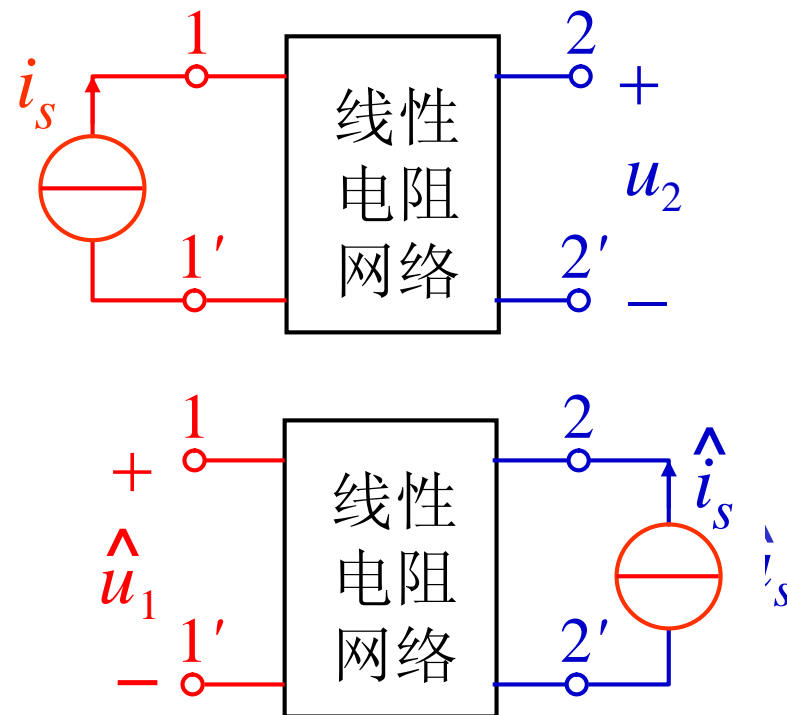 1 2
i_s 线性 +
电阻 u_2
1′ 网络 2′ −
1 2
+ 线性 î_s
û_1 电阻
1′ 网络 2′
−